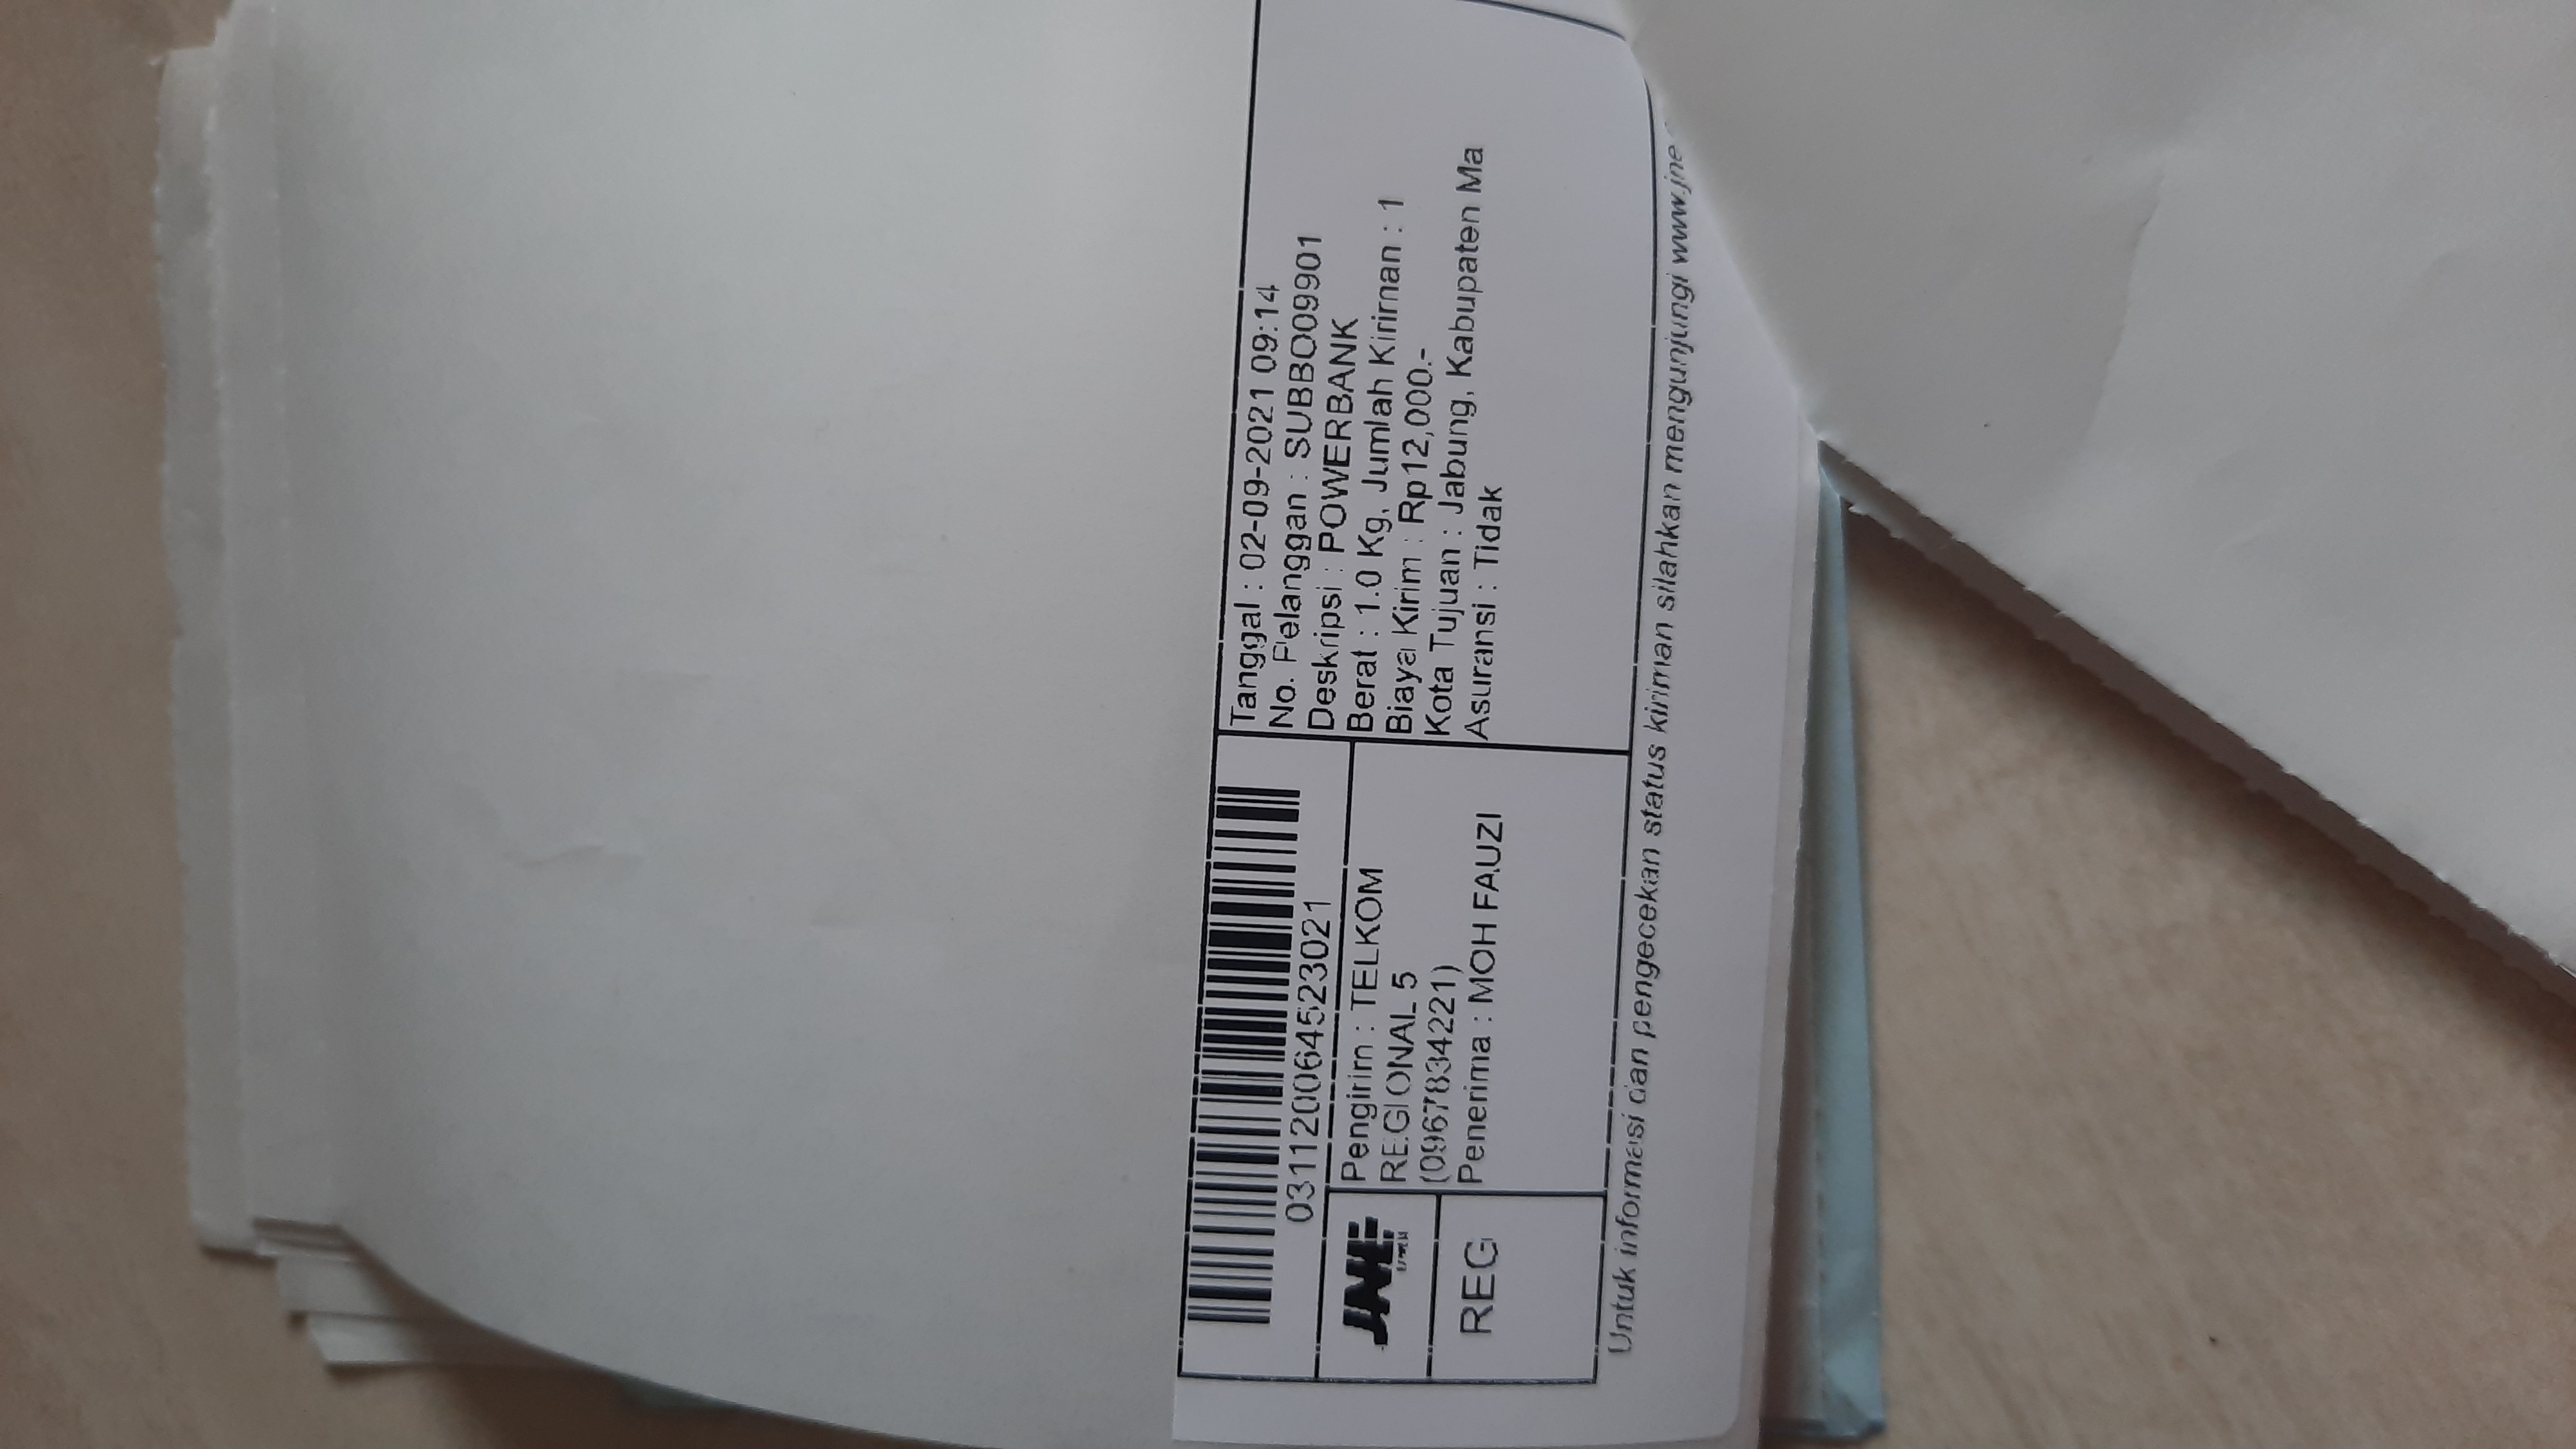 031120064523021
JNE
EXPRESS
REG
Pengirim : TELKOM
REGIONAL 5
(0967834221)
Penerima : MOH FAUZI
Tanggal : 02-09-2021 09:14
No. Pelanggan : SUBBO09901
Deskripsi : POWERBANK
Berat : 1.0 Kg, Jumlah Kiriman : 1
Biaya Kirim : Rp12,000.-
Kota Tujuan : Jabung, Kabupaten Ma
Asuransi : Tidak
Untuk informasi dan pengecekan status kiriman silahkan mengunjungi www.jne